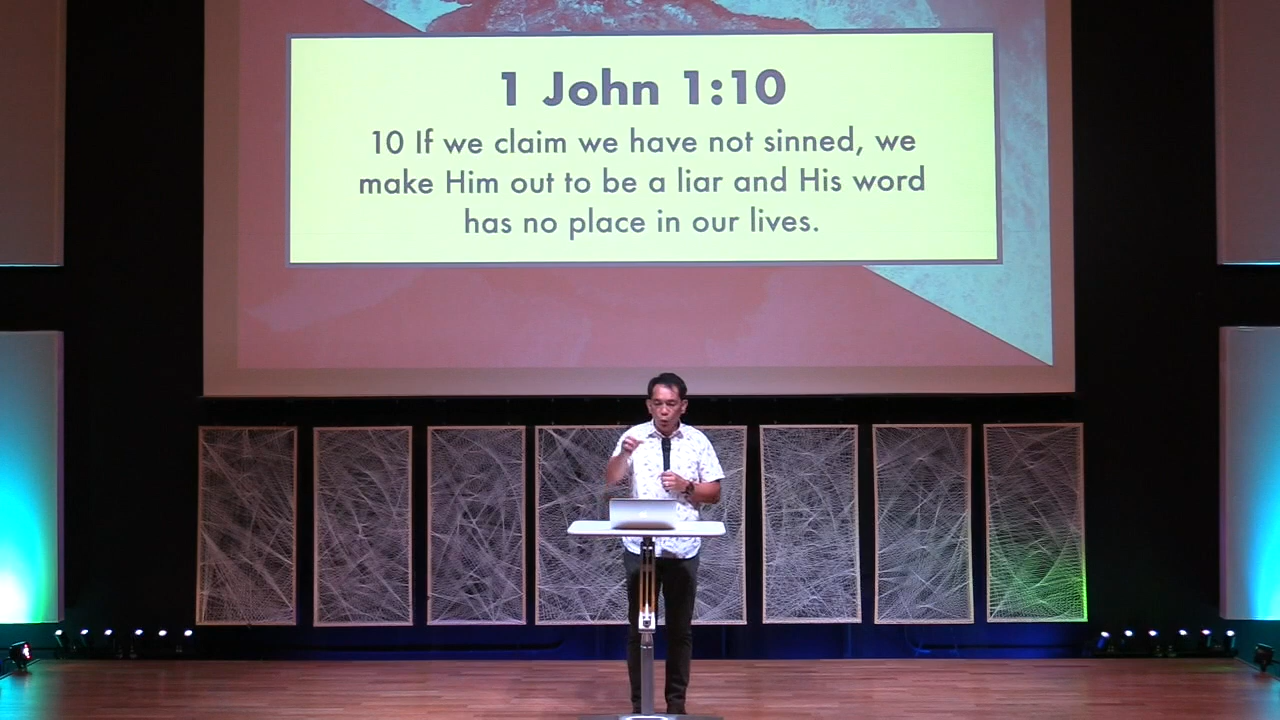 1 John 1:10
10 If we claim we have not sinned, we
make Him out to be a liar and His word
has no place in our lives.